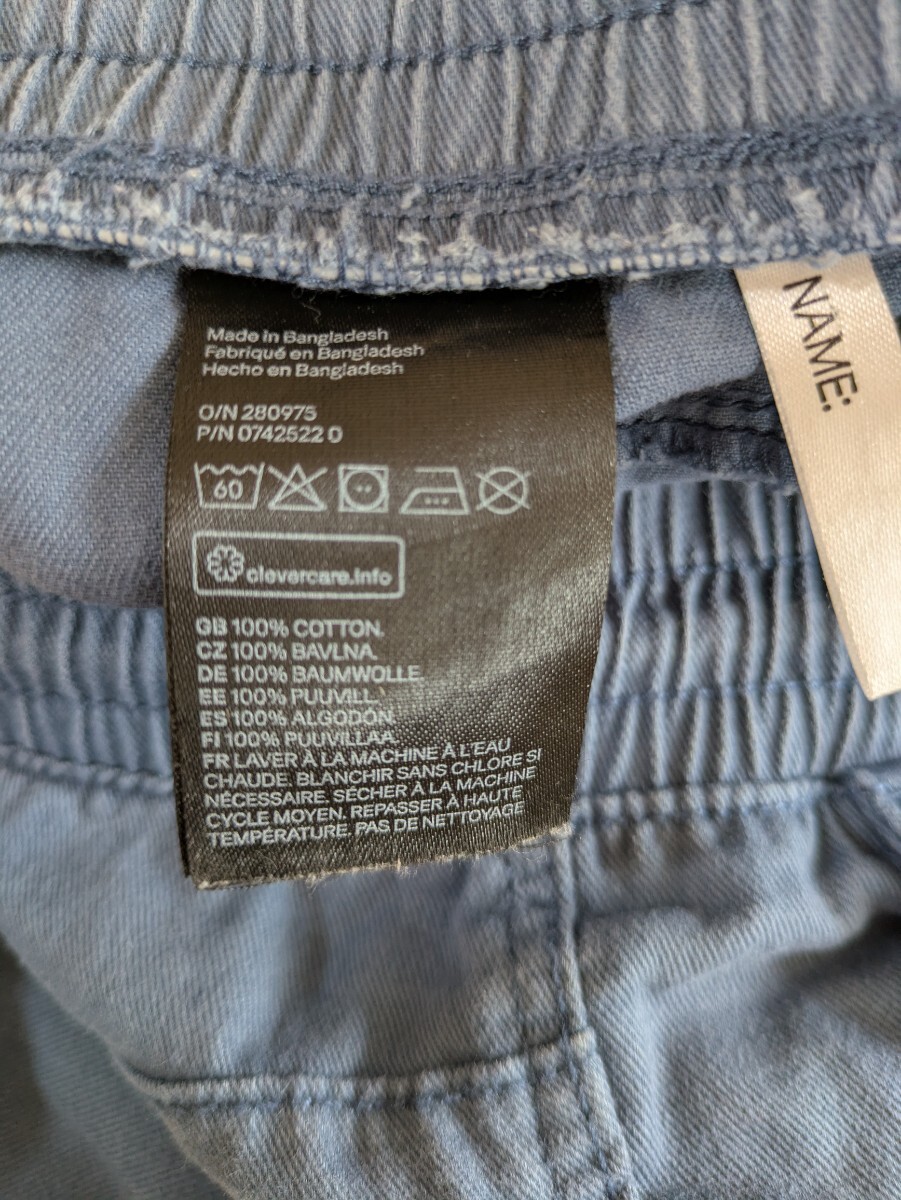 Made in Bangladesh
Fabriqué en Bangladesh
Hecho en Bangladesh
O/N 280975
P/N 0742522 0
60
clevercare.info
GB 100% COTTON.
CZ 100% BAVLNA.
DE 100% BAUMWOLLE.
EE 100% PUUVILL.
ES 100% ALGODÓN.
FI 100% PUUVILLAA.
FR LAVER À LA MACHINE À L'EAU
CHAUDE. BLANCHIR SANS CHLORE SI
NÉCESSAIRE. SÉCHER À LA MACHINE
CYCLE MOYEN. REPASSER À HAUTE
TEMPÉRATURE. PAS DE NETTOYAGE
NAME: